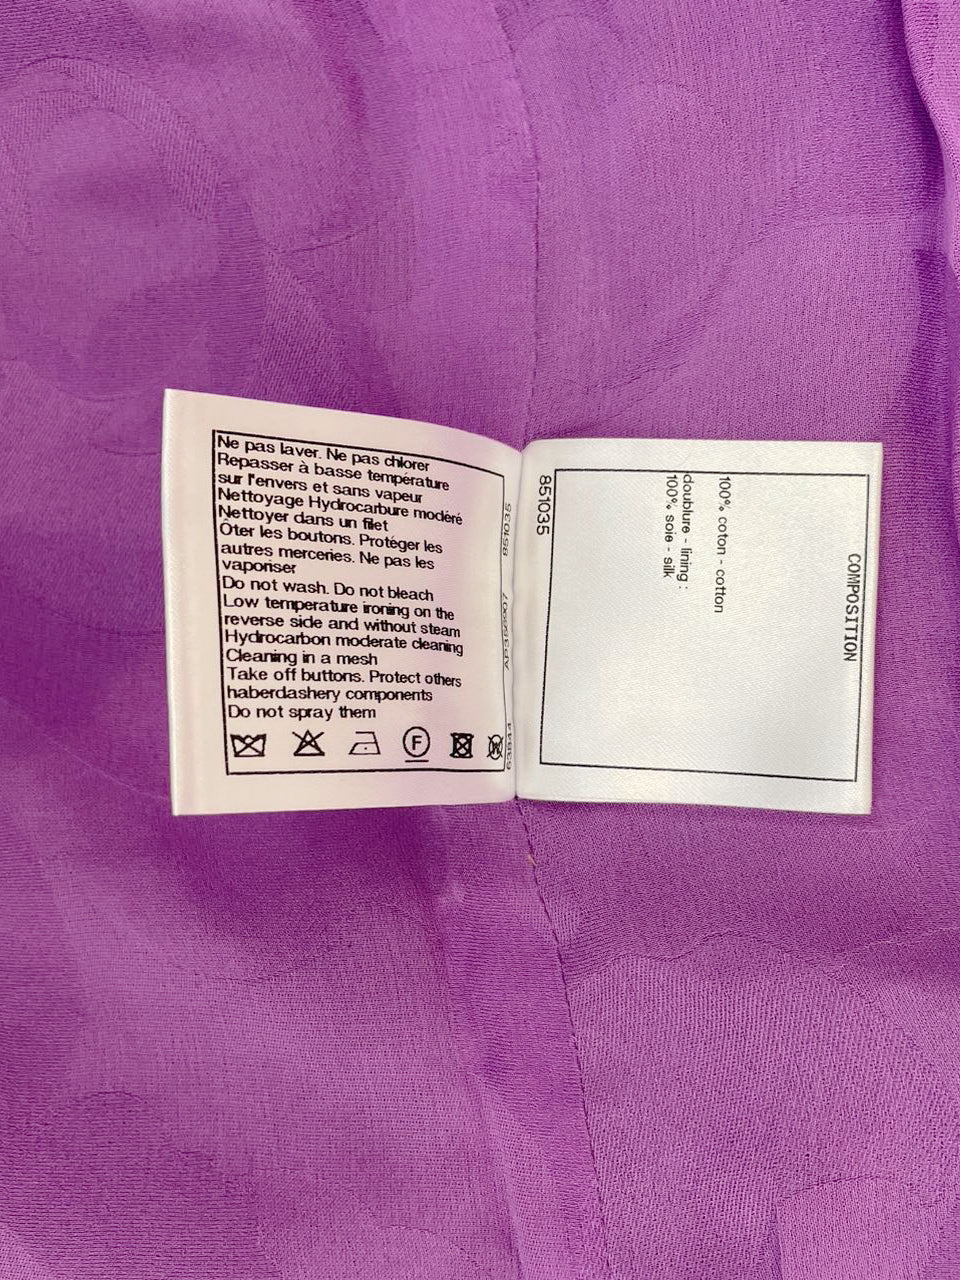 Ne pas laver. Ne pas chlorer
Repasser à basse température
sur l'envers et sans vapeur
Nettoyage Hydrocarbure modéré
Nettoyer dans un filet
Ôter les boutons. Protéger les
autres merceries. Ne pas les
vaporiser
Do not wash. Do not bleach
Low temperature ironing on the
reverse side and without steam
Hydrocarbon moderate cleaning
Cleaning in a mesh
Take off buttons. Protect others
haberdashery components
Do not spray them
F
W
851035
63844
851035
COMPOSITION
100% coton - cotton
doublure - lining :
100% soie - silk